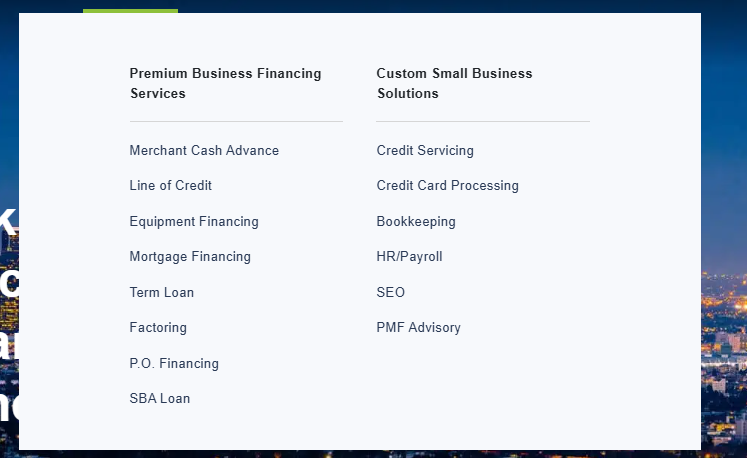 Premium Business Financing
Services
Merchant Cash Advance
Line of Credit
Equipment Financing
Mortgage Financing
Term Loan
Factoring
P.O. Financing
SBA Loan
Custom Small Business
Solutions
Credit Servicing
Credit Card Processing
Bookkeeping
HR/Payroll
SEO
PMF Advisory